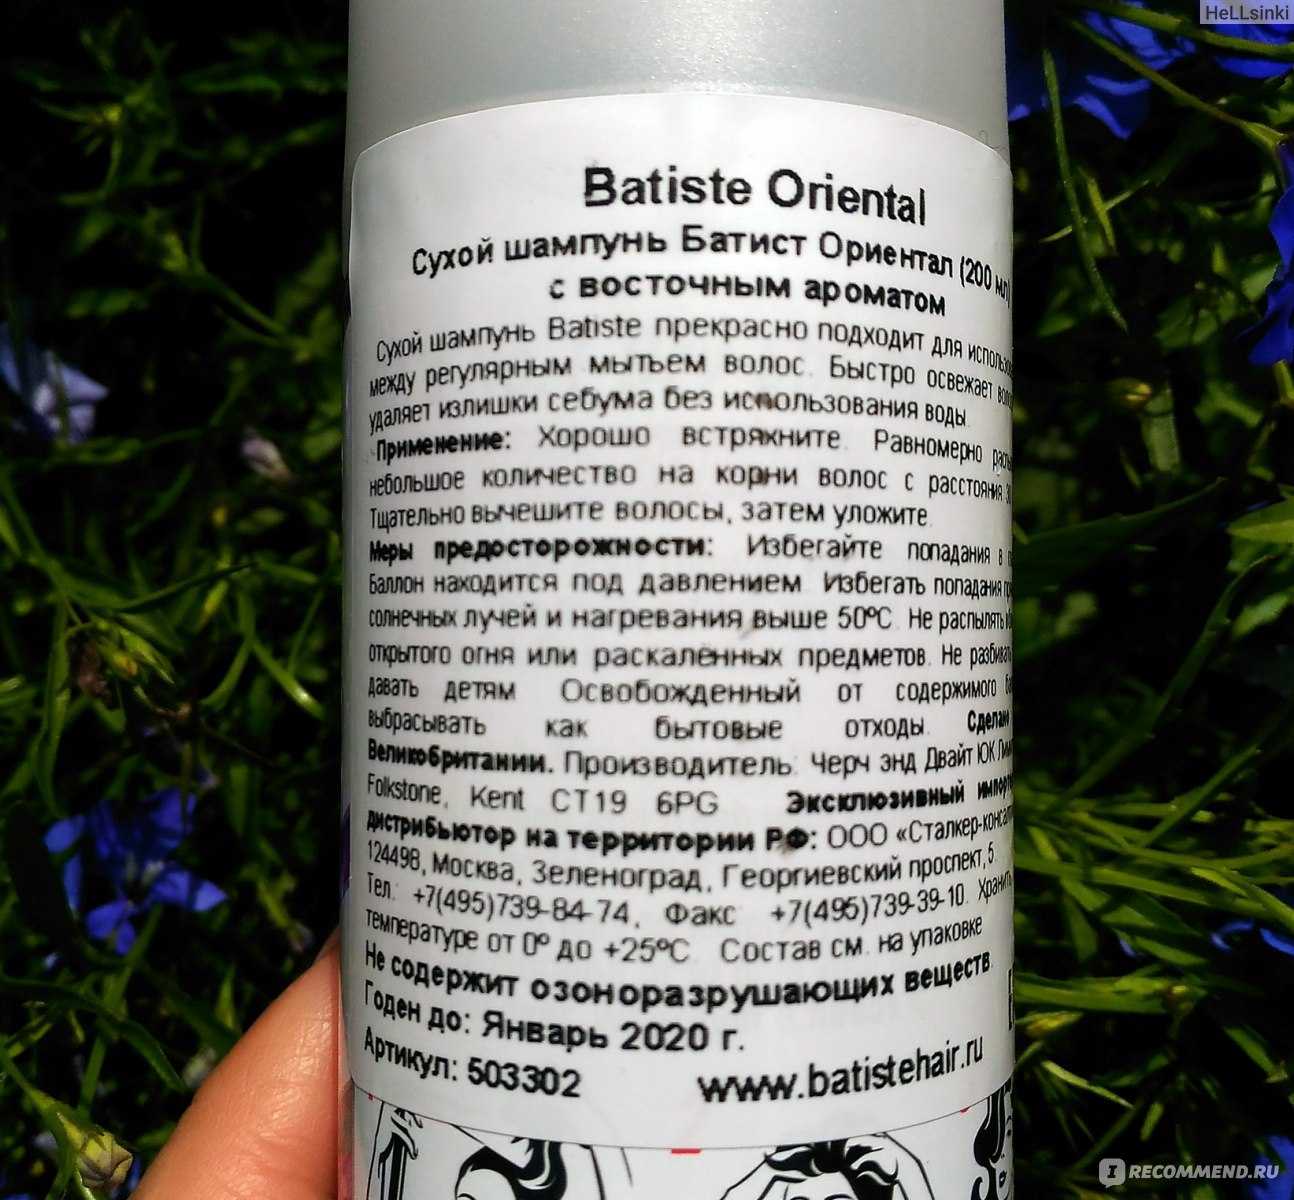 HeLLsinki
Batiste Oriental
Сухой шампунь Батист Ориентал (200 мл)
с восточным ароматом
Сухой шампунь Batiste прекрасно подходит для
между регулярным мытьем волос. Быстро освежает
удаляет излишки себума без использования воды.
Применение: Хорошо встряхните. Равномерно
небольшое количество на корни волос с расстояния
Тщательно вычешите волосы, затем уложите.
Меры предосторожности: Избегайте попадания в
Баллон находится под давлением. Избегать попадания
солнечных лучей и нагревания выше 50ºС. Не распылять
открытого огня или раскалённых предметов. Не
давать детям. Освобожденный от содержимого
выбрасывать как бытовые отходы. Сделано
Великобритании. Производитель: Черч энд Двайт ЮК
Folkstone, Kent CT19 6PG Эксклюзивный
дистрибьютор на территории РФ: ООО «Сталкер-
124498, Москва, Зеленоград, Георгиевский проспект,5.
Тел.: +7(495)739-84-74, Факс: +7(495)739-39-10. Хранить
температуре от 0º до +25ºС. Состав см. на упаковке
Не содержит озоноразрушающих веществ.
Годен до: Январь 2020 г.
Артикул: 503302 www.batistehair.ru
IRECOMMEND.RU